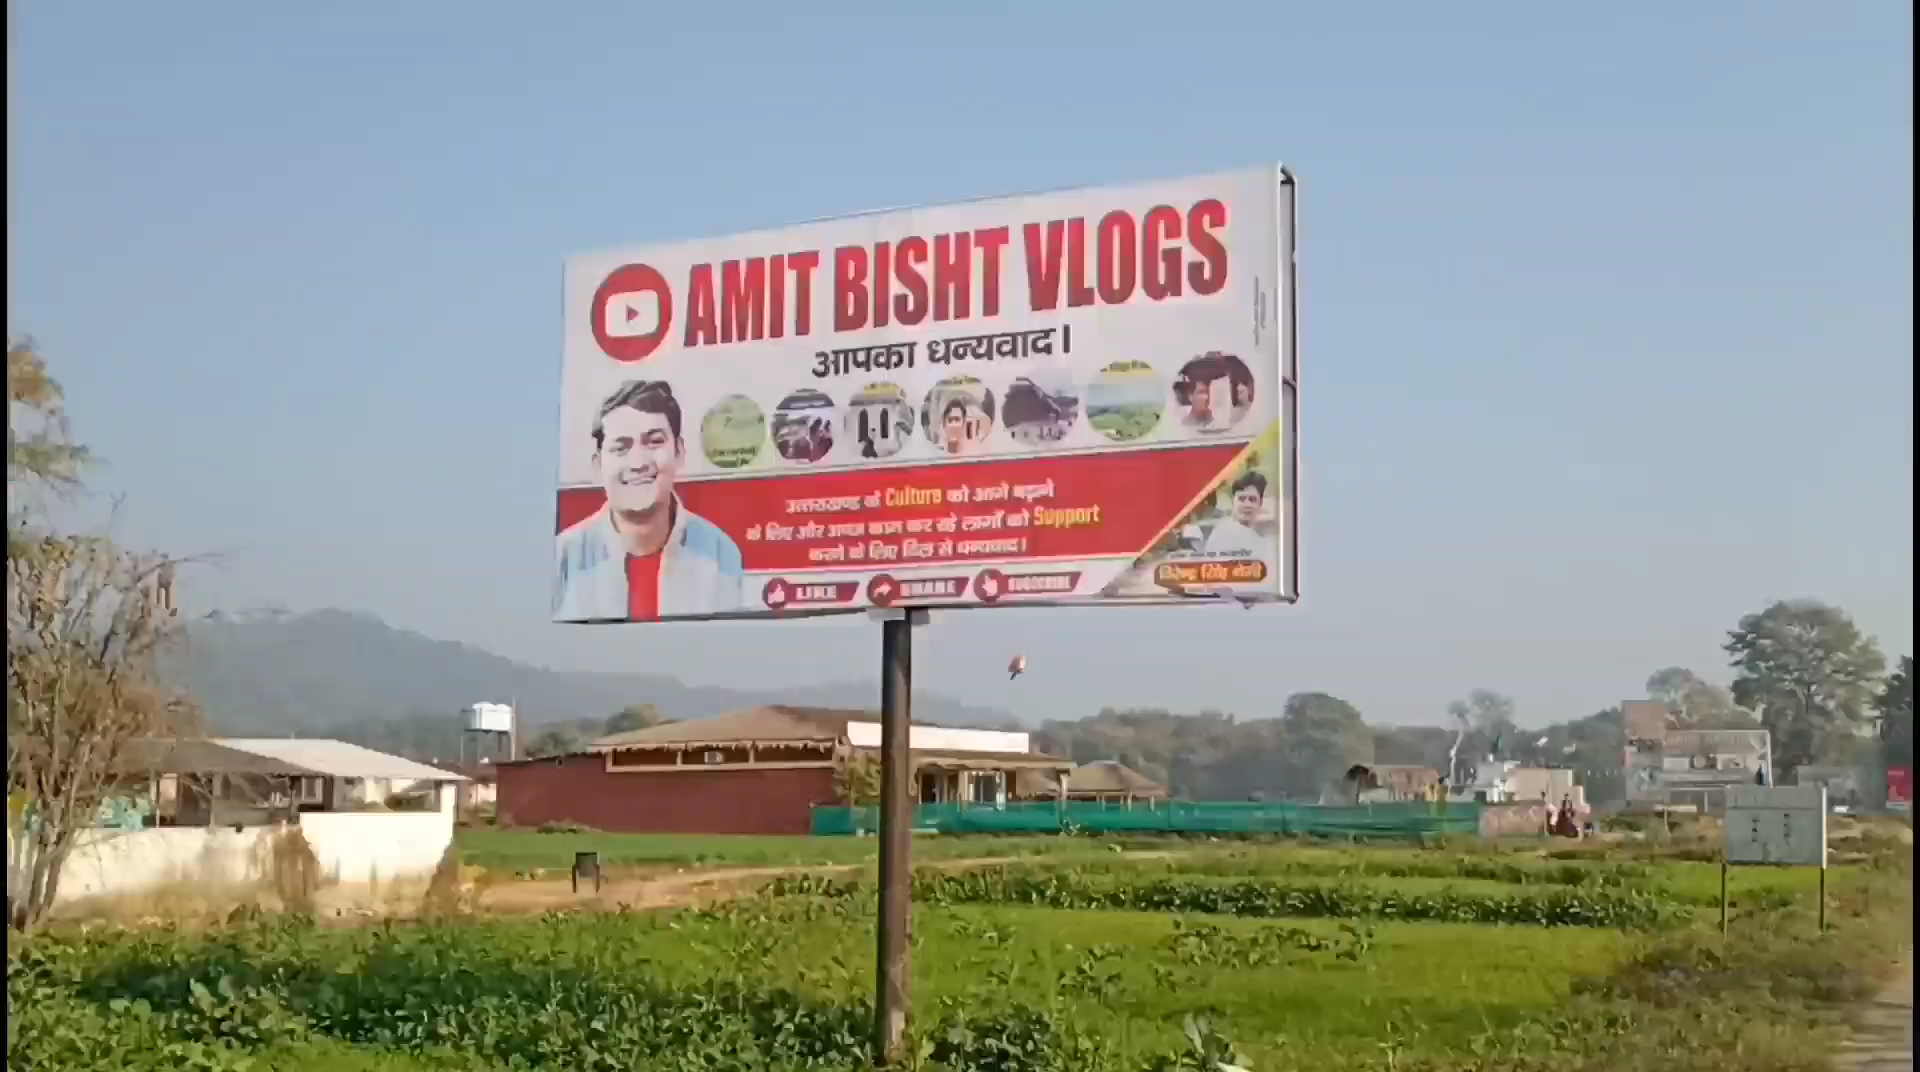 AMIT BISHT VLOGS
आपका धन्यवाद।
उत्तराखण्ड के Culture को आगे बढ़ाने
के लिए और अच्छा काम कर रहे लोगों को Support
करने के लिए दिल से धन्यवाद।
LIKE SHARE SUBSCRIBE
सिंह नेगी